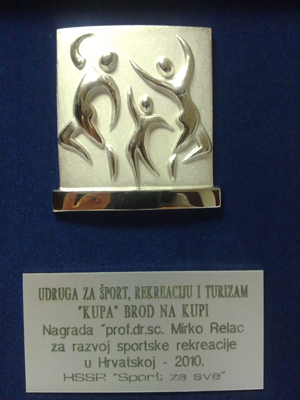 UDRUGA ZA ŠPORT, REKREACIJU I TURIZAM
"KUPA" BROD NA KUPI
Nagrada "prof.dr.sc. Mirko Relac
za razvoj sportske rekreacije
u Hrvatskoj - 2010.
HSSR "Sport za sve"